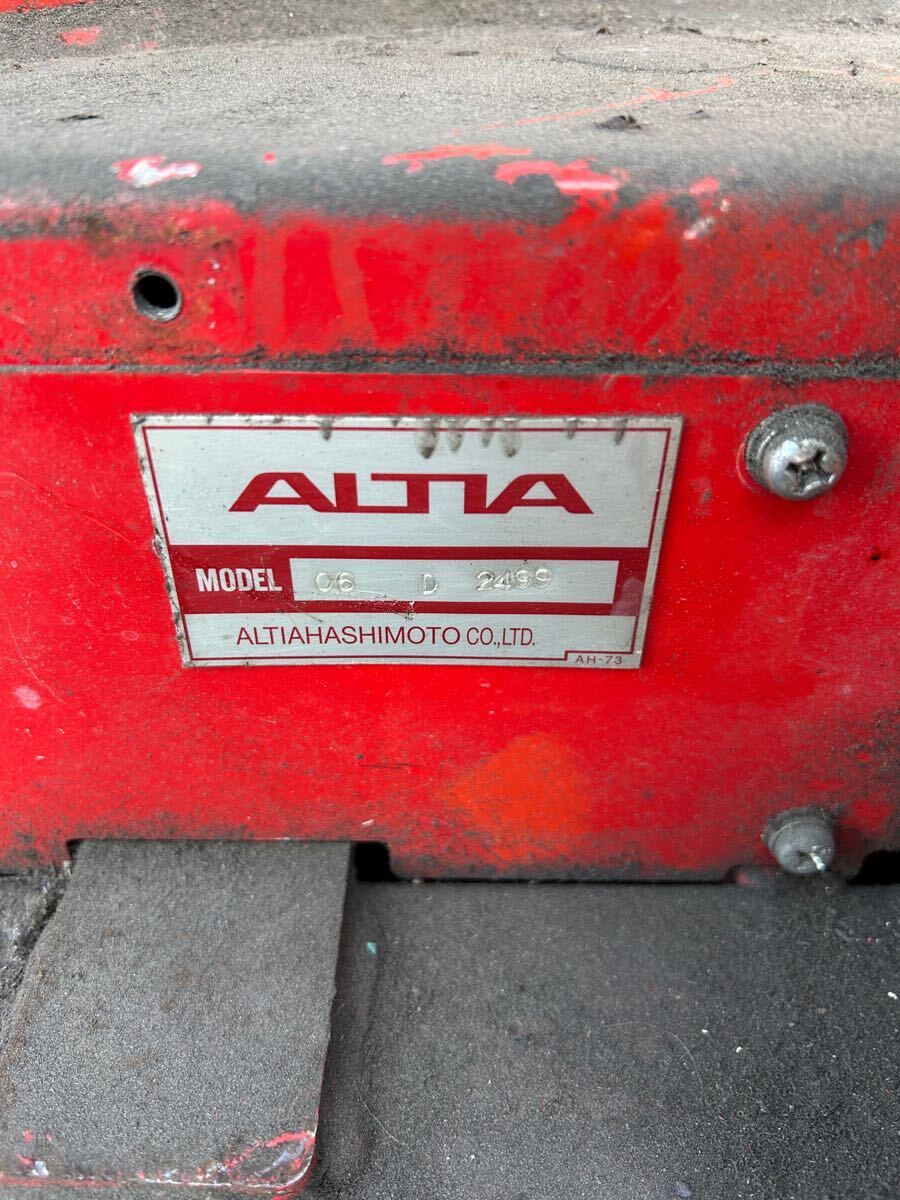 ALTIA
MODEL 06 D 2499
ALTIAHASHIMOTO CO.,LTD.
AH-73